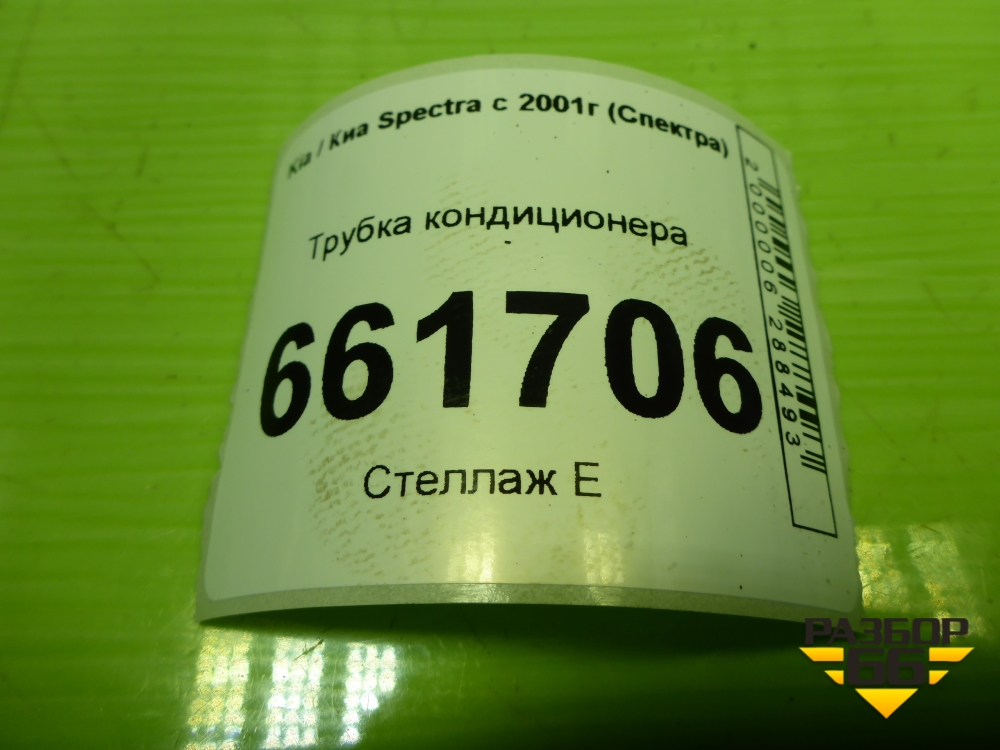 Kia / Киа Spectra с 2001г (Спектра)
Трубка кондиционера
661706
Стеллаж Е
2000006288493
РАЗБОР
66